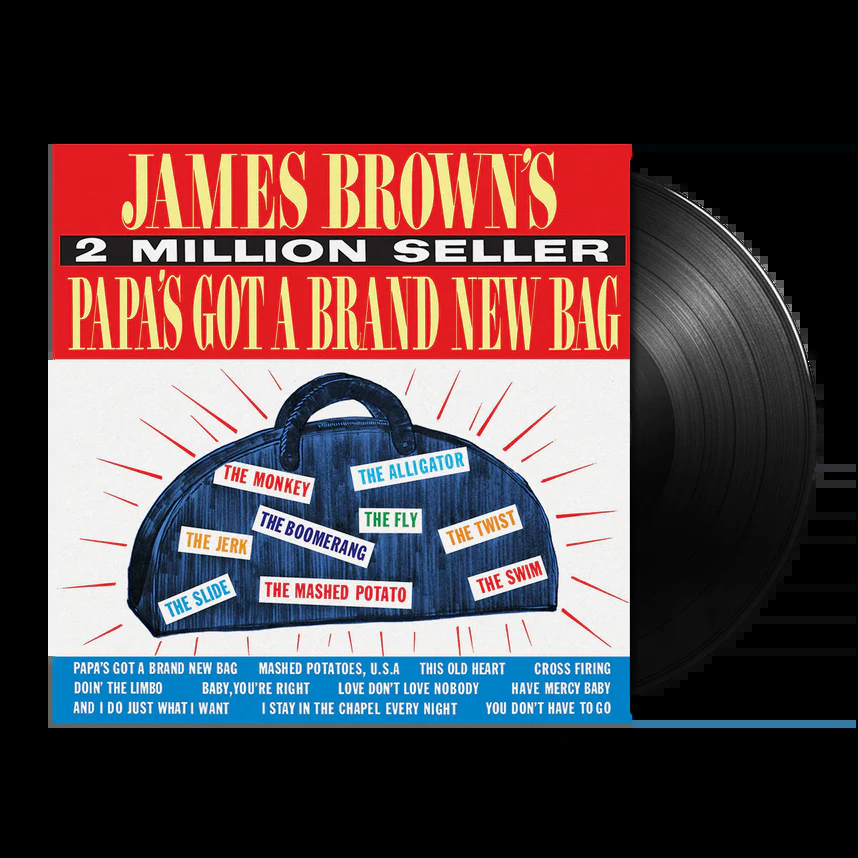 JAMES BROWN'S
2 MILLION SELLER
PAPA'S GOT A BRAND NEW BAG
THE MONKEY
THE ALLIGATOR
THE JERK
THE BOOMERANG
THE FLY
THE TWIST
THE SLIDE
THE MASHED POTATO
THE SWIM
PAPA'S GOT A BRAND NEW BAG MASHED POTATOES, U.S.A THIS OLD HEART CROSS FIRING
DOIN' THE LIMBO BABY,YOU'RE RIGHT LOVE DON'T LOVE NOBODY HAVE MERCY BABY
AND I DO JUST WHAT I WANT I STAY IN THE CHAPEL EVERY NIGHT YOU DON'T HAVE TO GO